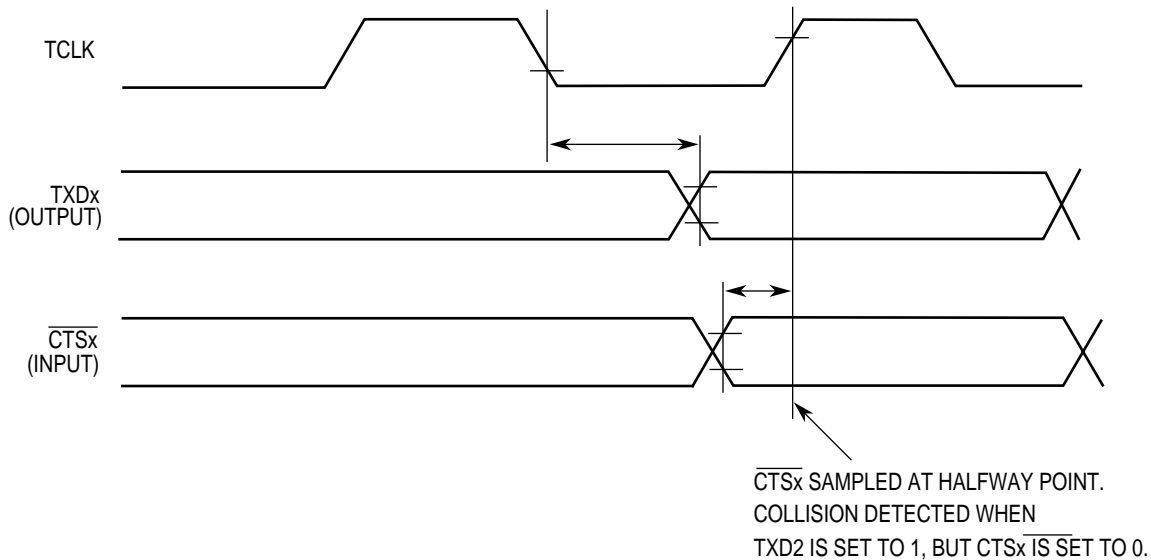 TCLK
TXDx
(OUTPUT)
CTSx
(INPUT)
CTSx SAMPLED AT HALFWAY POINT.
COLLISION DETECTED WHEN
TXD2 IS SET TO 1, BUT CTSx IS SET TO 0.